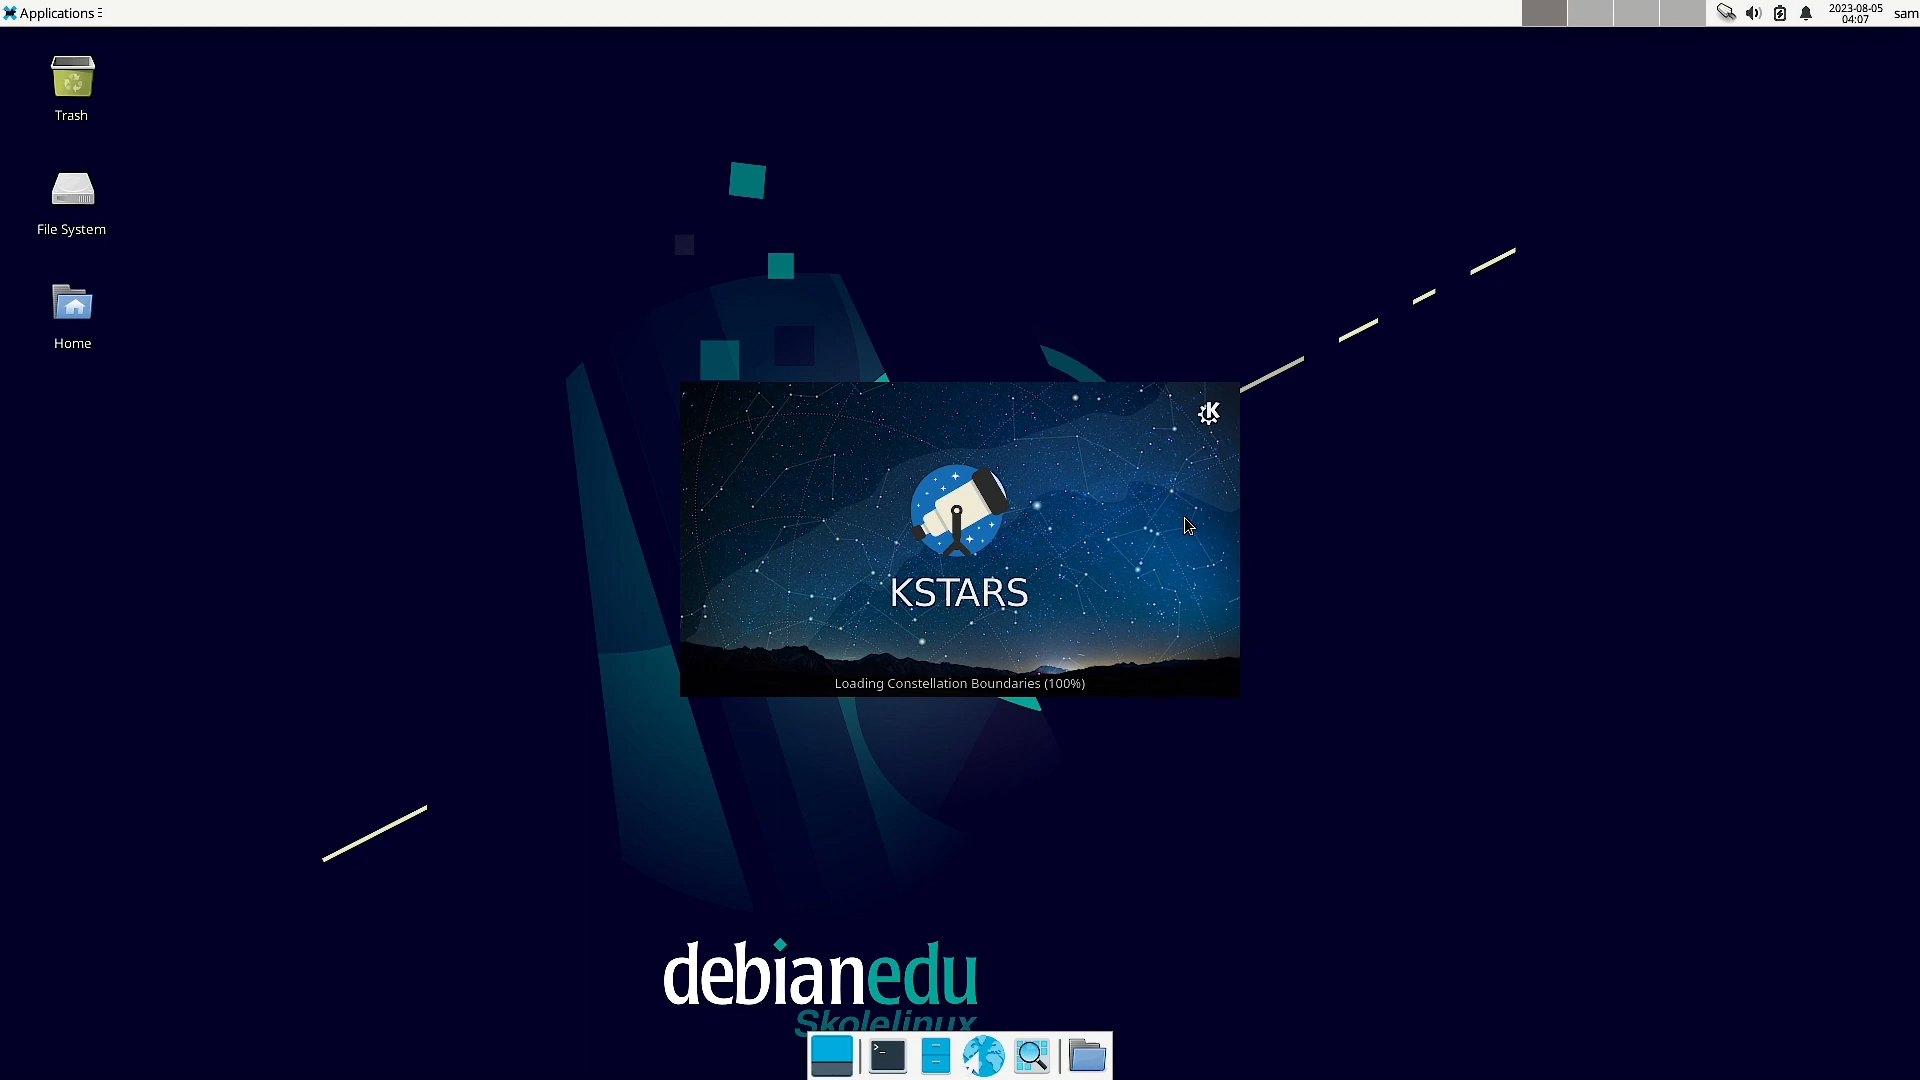 Applications
2023-08-05
04:07
sam
Trash
File System
Home
K
KSTARS
Loading Constellation Boundaries (100%)
debianedu
Skolelinux
>_